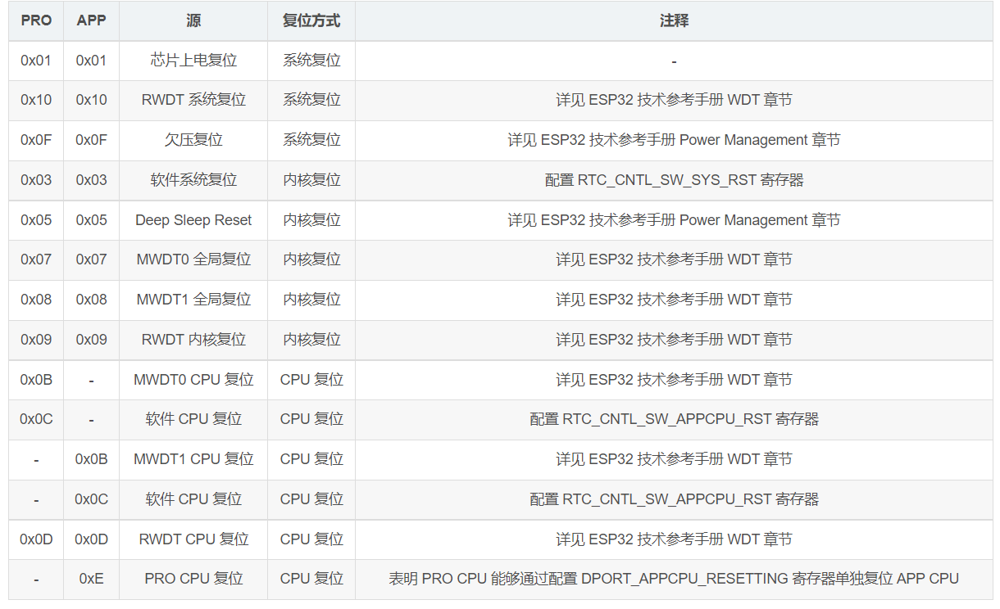 PRO APP 源 复位方式 注释
0x01 0x01 芯片上电复位 系统复位 -
0x10 0x10 RWDT 系统复位 系统复位 详见 ESP32 技术参考手册 WDT 章节
0x0F 0x0F 欠压复位 系统复位 详见 ESP32 技术参考手册 Power Management 章节
0x03 0x03 软件系统复位 内核复位 配置 RTC_CNTL_SW_SYS_RST 寄存器
0x05 0x05 Deep Sleep Reset 内核复位 详见 ESP32 技术参考手册 Power Management 章节
0x07 0x07 MWDT0 全局复位 内核复位 详见 ESP32 技术参考手册 WDT 章节
0x08 0x08 MWDT1 全局复位 内核复位 详见 ESP32 技术参考手册 WDT 章节
0x09 0x09 RWDT 内核复位 内核复位 详见 ESP32 技术参考手册 WDT 章节
0x0B - MWDT0 CPU 复位 CPU 复位 详见 ESP32 技术参考手册 WDT 章节
0x0C - 软件 CPU 复位 CPU 复位 配置 RTC_CNTL_SW_APPCPU_RST 寄存器
- 0x0B MWDT1 CPU 复位 CPU 复位 详见 ESP32 技术参考手册 WDT 章节
- 0x0C 软件 CPU 复位 CPU 复位 配置 RTC_CNTL_SW_APPCPU_RST 寄存器
0x0D 0x0D RWDT CPU 复位 CPU 复位 详见 ESP32 技术参考手册 WDT 章节
- 0xE PRO CPU 复位 CPU 复位 表明 PRO CPU 能够通过配置 DPORT_APPCPU_RESETTING 寄存器单独复位 APP CPU